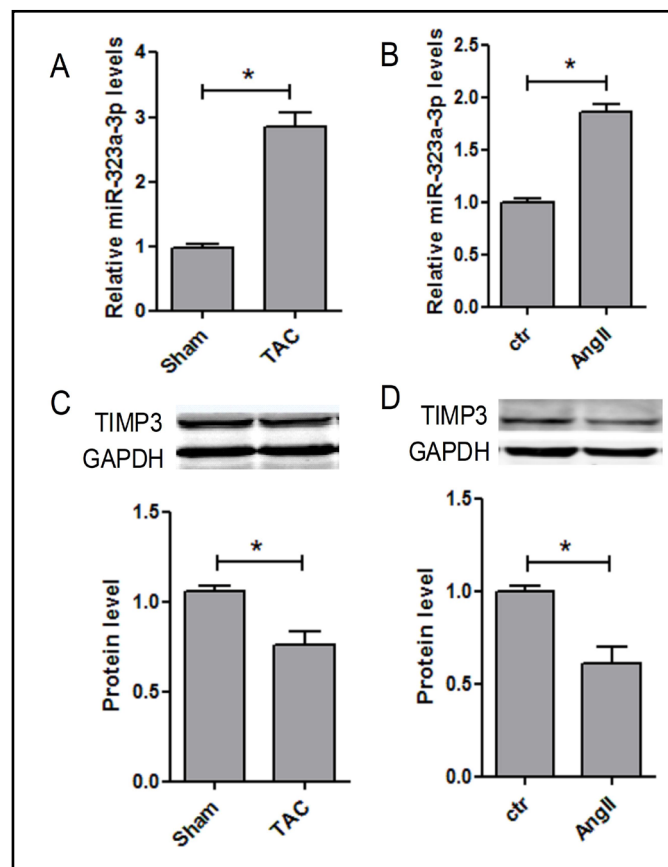 A
Relative miR-323a-3p levels
4
3
2
1
0
*
Sham
TAC
B
Relative miR-323a-3p levels
2.5
2.0
1.5
1.0
0.5
0.0
*
ctr
AngII
C
TIMP3
GAPDH
Protein level
1.5
1.0
0.5
0.0
*
Sham
TAC
D
TIMP3
GAPDH
Protein level
1.5
1.0
0.5
0.0
*
ctr
AngII